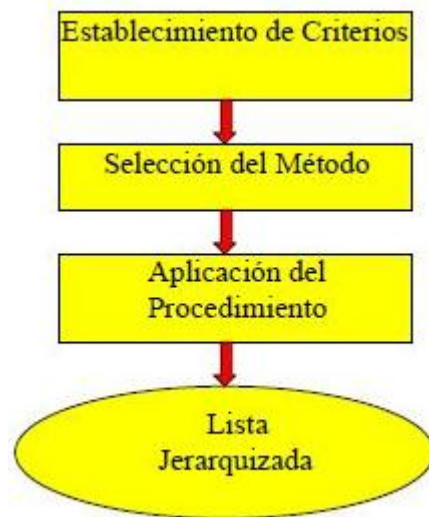 Establecimiento de Criterios
Selección del Método
Aplicación del
Procedimiento
Lista
Jerarquizada